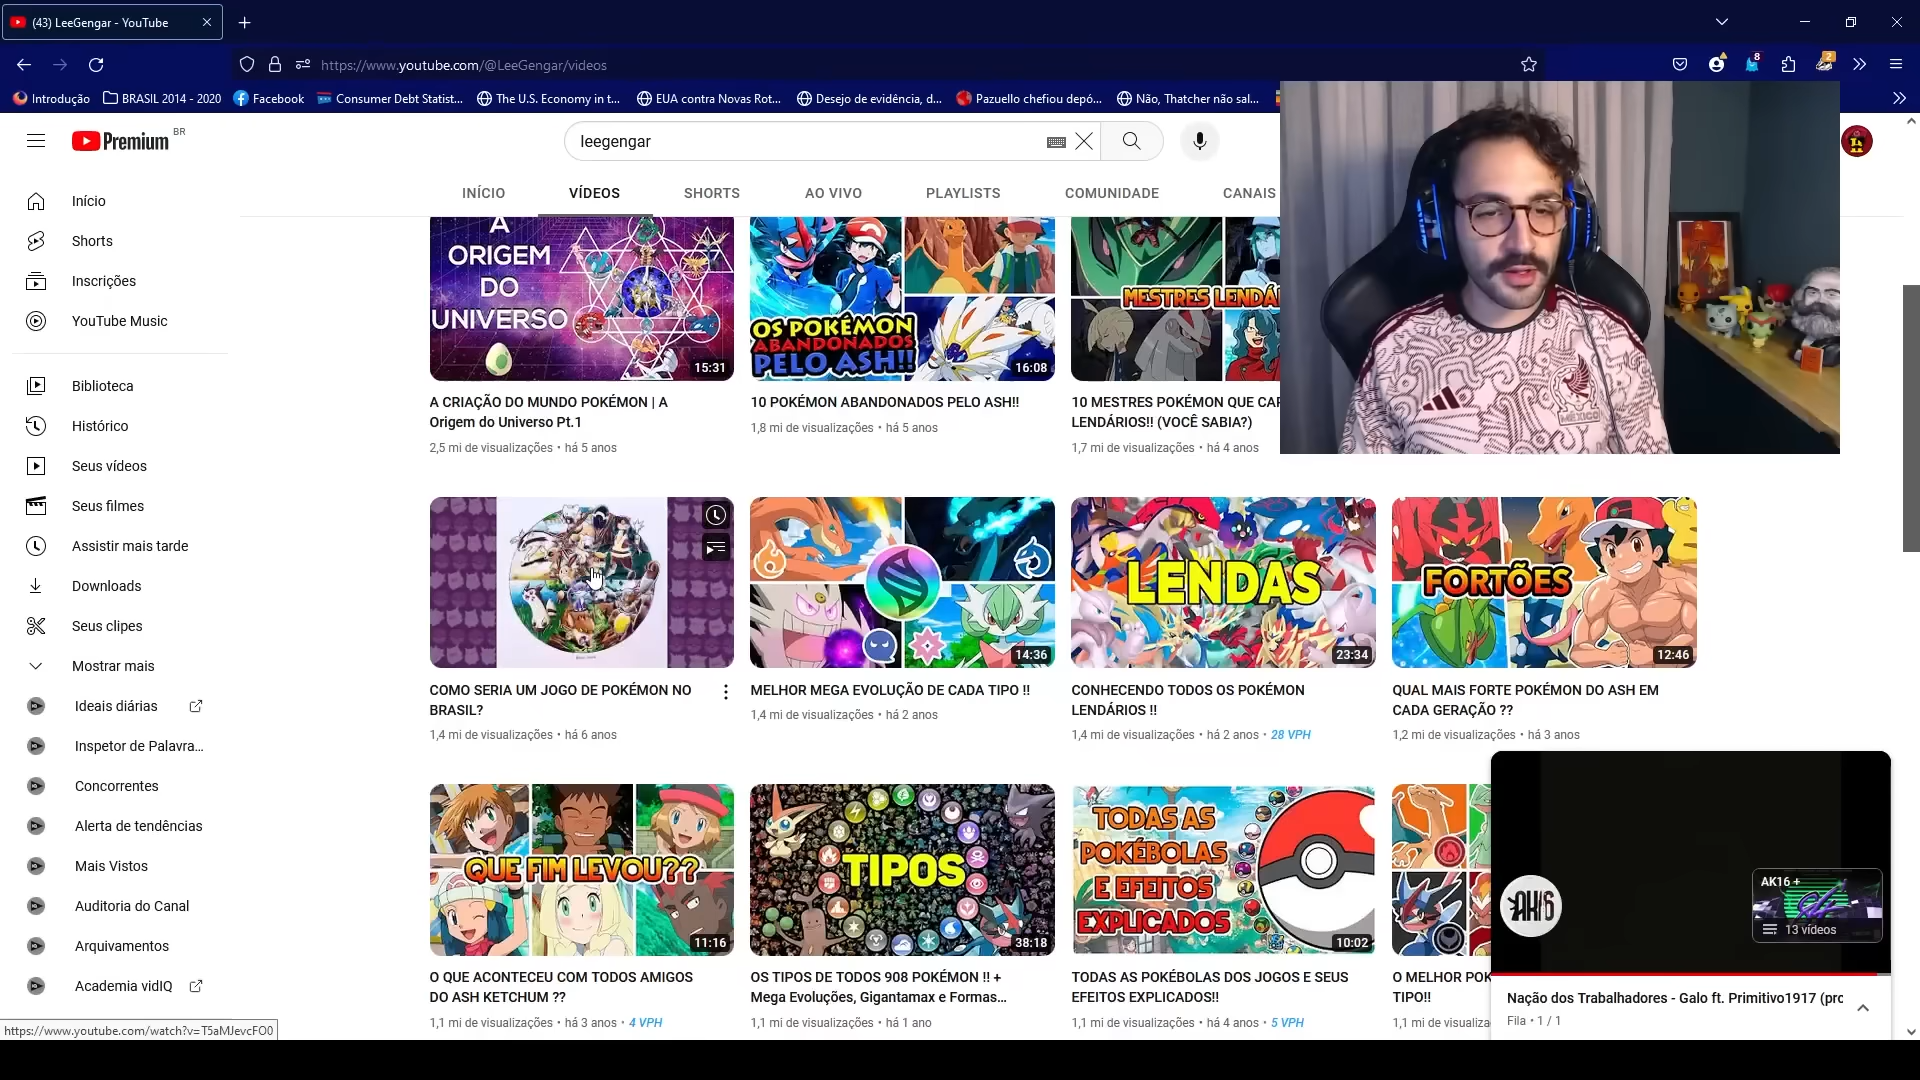 (43) LeeGengar - YouTube
https://www.youtube.com/@LeeGengar/videos
8
2
Introdução
BRASIL 2014 - 2020
Facebook
Consumer Debt Statist...
The U.S. Economy in t...
EUA contra Novas Rot...
Desejo de evidência, d...
Pazuello chefiou depó...
Não, Thatcher não sal...
Premium
BR
leegengar
INÍCIO
VÍDEOS
SHORTS
AO VIVO
PLAYLISTS
COMUNIDADE
CANAIS
Início
Shorts
Inscrições
YouTube Music
Biblioteca
Histórico
Seus vídeos
Seus filmes
Assistir mais tarde
Downloads
Seus clipes
Mostrar mais
Ideais diárias
Inspetor de Palavra...
Concorrentes
Alerta de tendências
Mais Vistos
Auditoria do Canal
Arquivamentos
Academia vidIQ
A
ORIGEM
DO
UNIVERSO
15:31
A CRIAÇÃO DO MUNDO POKÉMON | A
Origem do Universo Pt.1
2,5 mi de visualizações • há 5 anos
OS POKÉMON
ABANDONADOS
PELO ASH!!
16:08
10 POKÉMON ABANDONADOS PELO ASH!!
1,8 mi de visualizações • há 5 anos
MESTRES LENDÁ
10 MESTRES POKÉMON QUE CAP
LENDÁRIOS!! (VOCÊ SABIA?)
1,7 mi de visualizações • há 4 anos
MÉXICO
COMO SERIA UM JOGO DE POKÉMON NO
BRASIL?
1,4 mi de visualizações • há 6 anos
14:36
MELHOR MEGA EVOLUÇÃO DE CADA TIPO !!
1,4 mi de visualizações • há 2 anos
LENDAS
23:34
CONHECENDO TODOS OS POKÉMON
LENDÁRIOS !!
1,4 mi de visualizações • há 2 anos • 28 VPH
FORTÕES
12:46
QUAL MAIS FORTE POKÉMON DO ASH EM
CADA GERAÇÃO ??
1,2 mi de visualizações • há 3 anos
QUE FIM LEVOU??
11:16
O QUE ACONTECEU COM TODOS AMIGOS
DO ASH KETCHUM ??
1,1 mi de visualizações • há 3 anos • 4 VPH
TIPOS
38:18
OS TIPOS DE TODOS 908 POKÉMON !! +
Mega Evoluções, Gigantamax e Formas...
1,1 mi de visualizações • há 1 ano
TODAS AS
POKÉBOLAS
E EFEITOS
EXPLICADOS
10:02
TODAS AS POKÉBOLAS DOS JOGOS E SEUS
EFEITOS EXPLICADOS!!
1,1 mi de visualizações • há 4 anos • 5 VPH
O MELHOR POK
TIPO!!
1,1 mi de visualiza
AK16
AK16 +
13 vídeos
Nação dos Trabalhadores - Galo ft. Primitivo1917 (pro
Fila • 1 / 1
https://www.youtube.com/watch?v=T5aMJevcFO0